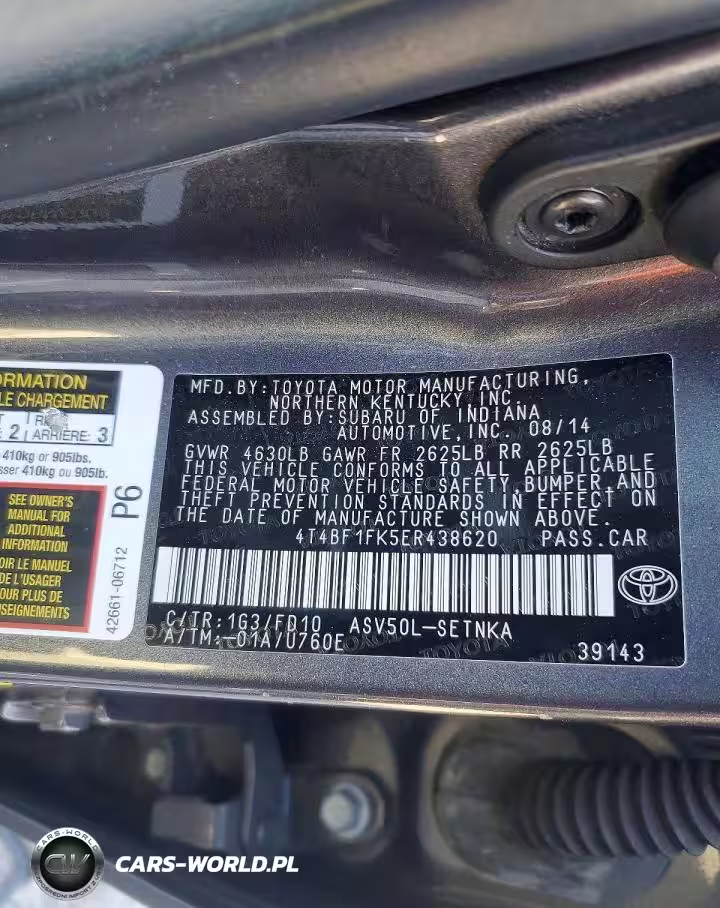 ORMATION
LE CHARGEMENT
2 ARRIÈRE: 3
410kg or 905lbs.
sser 410kg ou 905lb.
SEE OWNER'S
MANUAL FOR
ADDITIONAL
INFORMATION
OIR LE MANUEL
DE L'USAGER
POUR PLUS DE
NSEIGNEMENTS
P6
42661-06712
MFD.BY:TOYOTA MOTOR MANUFACTURING,
NORTHERN KENTUCKY,INC.
ASSEMBLED BY:SUBARU OF INDIANA
AUTOMOTIVE,INC. 08/14
GVWR 4630LB GAWR FR 2625LB RR 2625LB
THIS VEHICLE CONFORMS TO ALL APPLICABLE
FEDERAL MOTOR VEHICLE SAFETY,BUMPER,AND
THEFT PREVENTION STANDARDS IN EFFECT ON
THE DATE OF MANUFACTURE SHOWN ABOVE.
4T4BF1FK5ER438620 PASS.CAR
C/TR:1G3/FD10 ASV50L-SETNKA
A/TM:-01A/U760E
39143
CARS-WORLD.PL